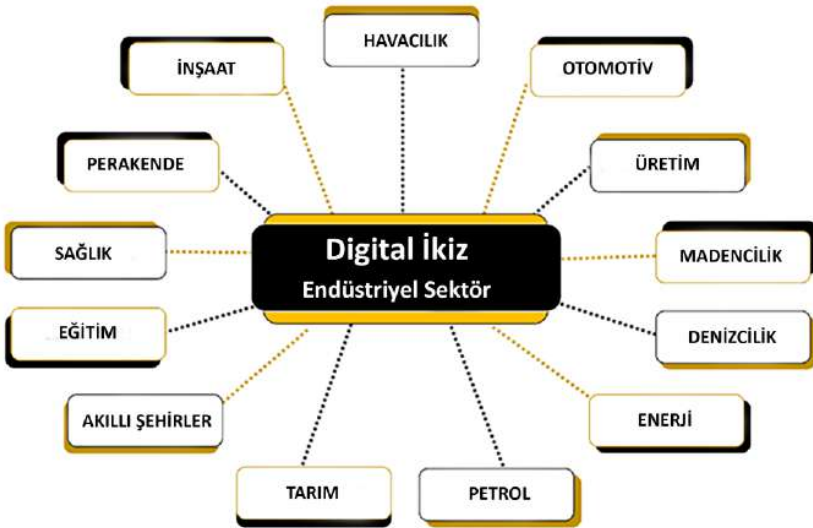 HAVACILIK
İNŞAAT
OTOMOTİV
PERAKENDE
ÜRETİM
SAĞLIK
Digital İkiz
Endüstriyel Sektör
MADENCİLİK
EĞİTİM
DENİZCİLİK
AKILLI ŞEHİRLER
ENERJİ
TARIM
PETROL